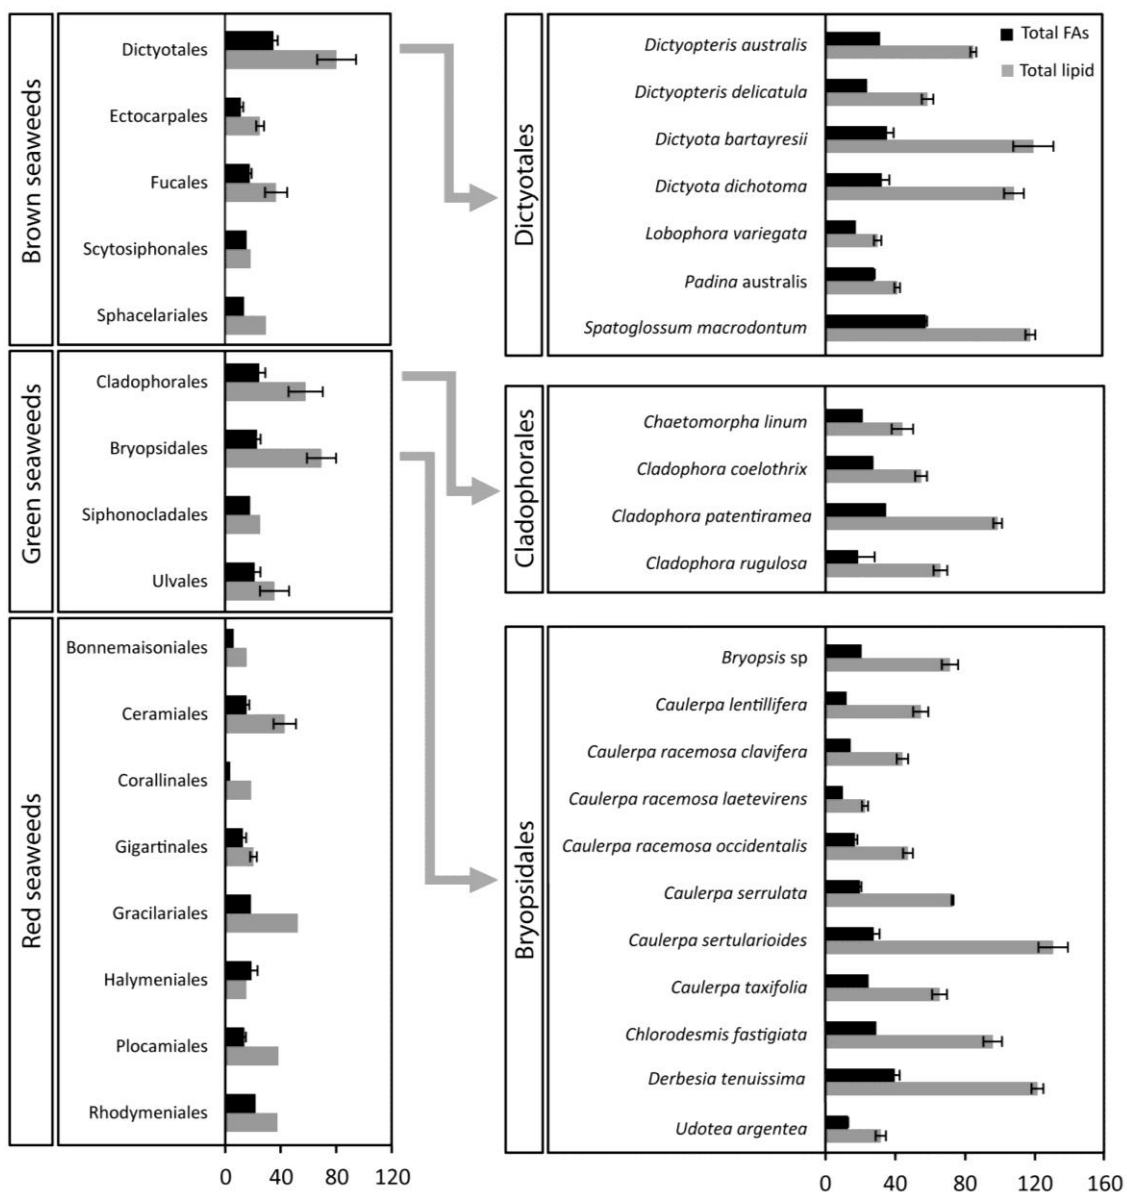 Brown seaweeds
Dictyotales
Ectocarpales
Fucales
Scytosiphonales
Sphacelariales
Green seaweeds
Cladophorales
Bryopsidales
Siphonocladales
Ulvales
Red seaweeds
Bonnemaisoniales
Ceramiales
Corallinales
Gigartinales
Gracilariales
Halymeniales
Plocamiales
Rhodymeniales
0 40 80 120
Dictyotales
Total FAs
Total lipid
Dictyopteris australis
Dictyopteris delicatula
Dictyota bartayresii
Dictyota dichotoma
Lobophora variegata
Padina australis
Spatoglossum macrodontum
Cladophorales
Chaetomorpha linum
Cladophora coelothrix
Cladophora patentiramea
Cladophora rugulosa
Bryopsidales
Bryopsis sp
Caulerpa lentillifera
Caulerpa racemosa clavifera
Caulerpa racemosa laetevirens
Caulerpa racemosa occidentalis
Caulerpa serrulata
Caulerpa sertularioides
Caulerpa taxifolia
Chlorodesmis fastigiata
Derbesia tenuissima
Udotea argentea
0 40 80 120 160